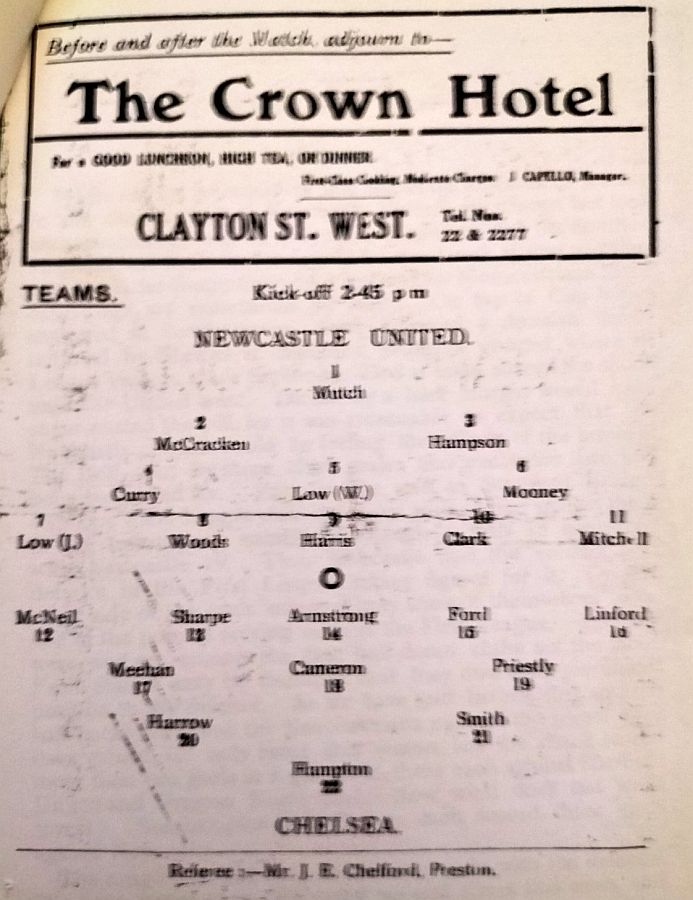 Before and after the Match, adjourn to—
The Crown Hotel
For a GOOD LUNCHEON, HIGH TEA, OR DINNER.
First-Class Cooking, Moderate Charges. J CAPELLO, Manager.
CLAYTON ST. WEST. Tel. Nos. 22 & 2277
TEAMS. Kick-off 2-45 p m
NEWCASTLE UNITED.
1
2 3
McCracken Hampson
4 5 6
Curry Low (W.) Mooney
7 8 9 10 11
Low (J.) Woods Harris Clark Mitchell
O
McNeil Sharpe Armstrong Ford Linford
12 13 14 15 16
Meehan Cameron Priestly
17 18 19
Harrow Smith
20 21
Hampton
22
CHELSEA.
Referee :—Mr. J. E. Preston.